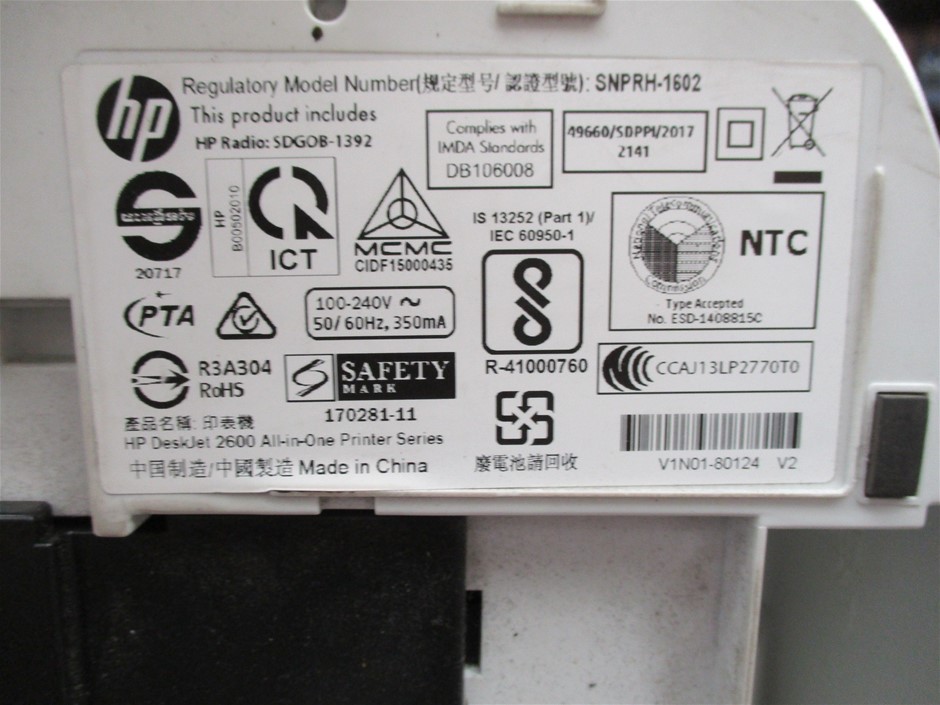 hp
Regulatory Model Number(規定型号/ 認證型號): SNPRH-1602
This product includes
HP Radio: SDGOB-1392
Complies with
IMDA Standards
DB106008
49660/SDPPI/2017
2141
20717
HP
B00502010
ICT
MCMC
CIDF15000435
IS 13252 (Part 1)/
IEC 60950-1
R-41000760
National Telecommunications
Commission
NTC
Type Accepted
No. ESD-1408815C
PTA
100-240V ~
50/60Hz, 350mA
R3A304
RoHS
SAFETY
MARK
170281-11
CCAJ13LP2770T0
產品名稱: 印表機
HP DeskJet 2600 All-in-One Printer Series
中国制造/中國製造 Made in China
廢電池請回收
V1N01-80124 V2